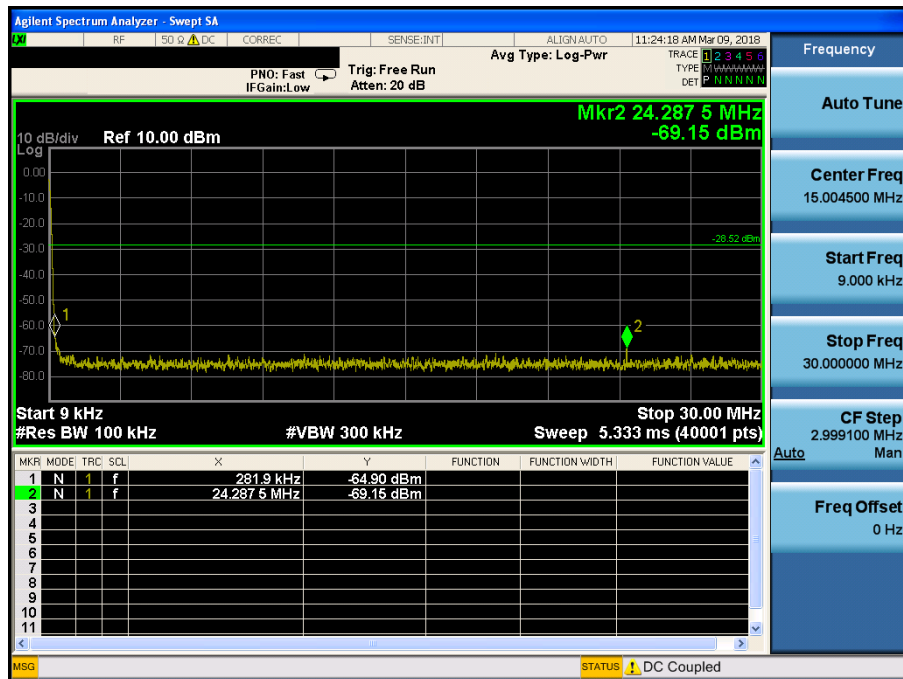 Agilent Spectrum Analyzer - Swept SA
LXI RF 50 Ω DC CORREC SENSE:INT ALIGN AUTO 11:24:18 AM Mar 09, 2018
PNO: Fast Trig: Free Run Avg Type: Log-Pwr TRACE 1 2 3 4 5 6
IFGain:Low Atten: 20 dB TYPE M WWWWW
DET P N N N N N
Mkr2 24.287 5 MHz
-69.15 dBm
10 dB/div Ref 10.00 dBm
Log
0.00
-10.0
-20.0
-28.52 dBm
-30.0
-40.0
-50.0
-60.0
1
2
-70.0
-80.0
Start 9 kHz Stop 30.00 MHz
#Res BW 100 kHz #VBW 300 kHz Sweep 5.333 ms (40001 pts)
MKR MODE TRC SCL X Y FUNCTION FUNCTION WIDTH FUNCTION VALUE
1 N 1 f 281.9 kHz -64.90 dBm
2 N 1 f 24.287 5 MHz -69.15 dBm
3
4
5
6
7
8
9
10
11
MSG STATUS DC Coupled
Frequency
Auto Tune
Center Freq
15.004500 MHz
Start Freq
9.000 kHz
Stop Freq
30.000000 MHz
CF Step
2.999100 MHz
Auto Man
Freq Offset
0 Hz